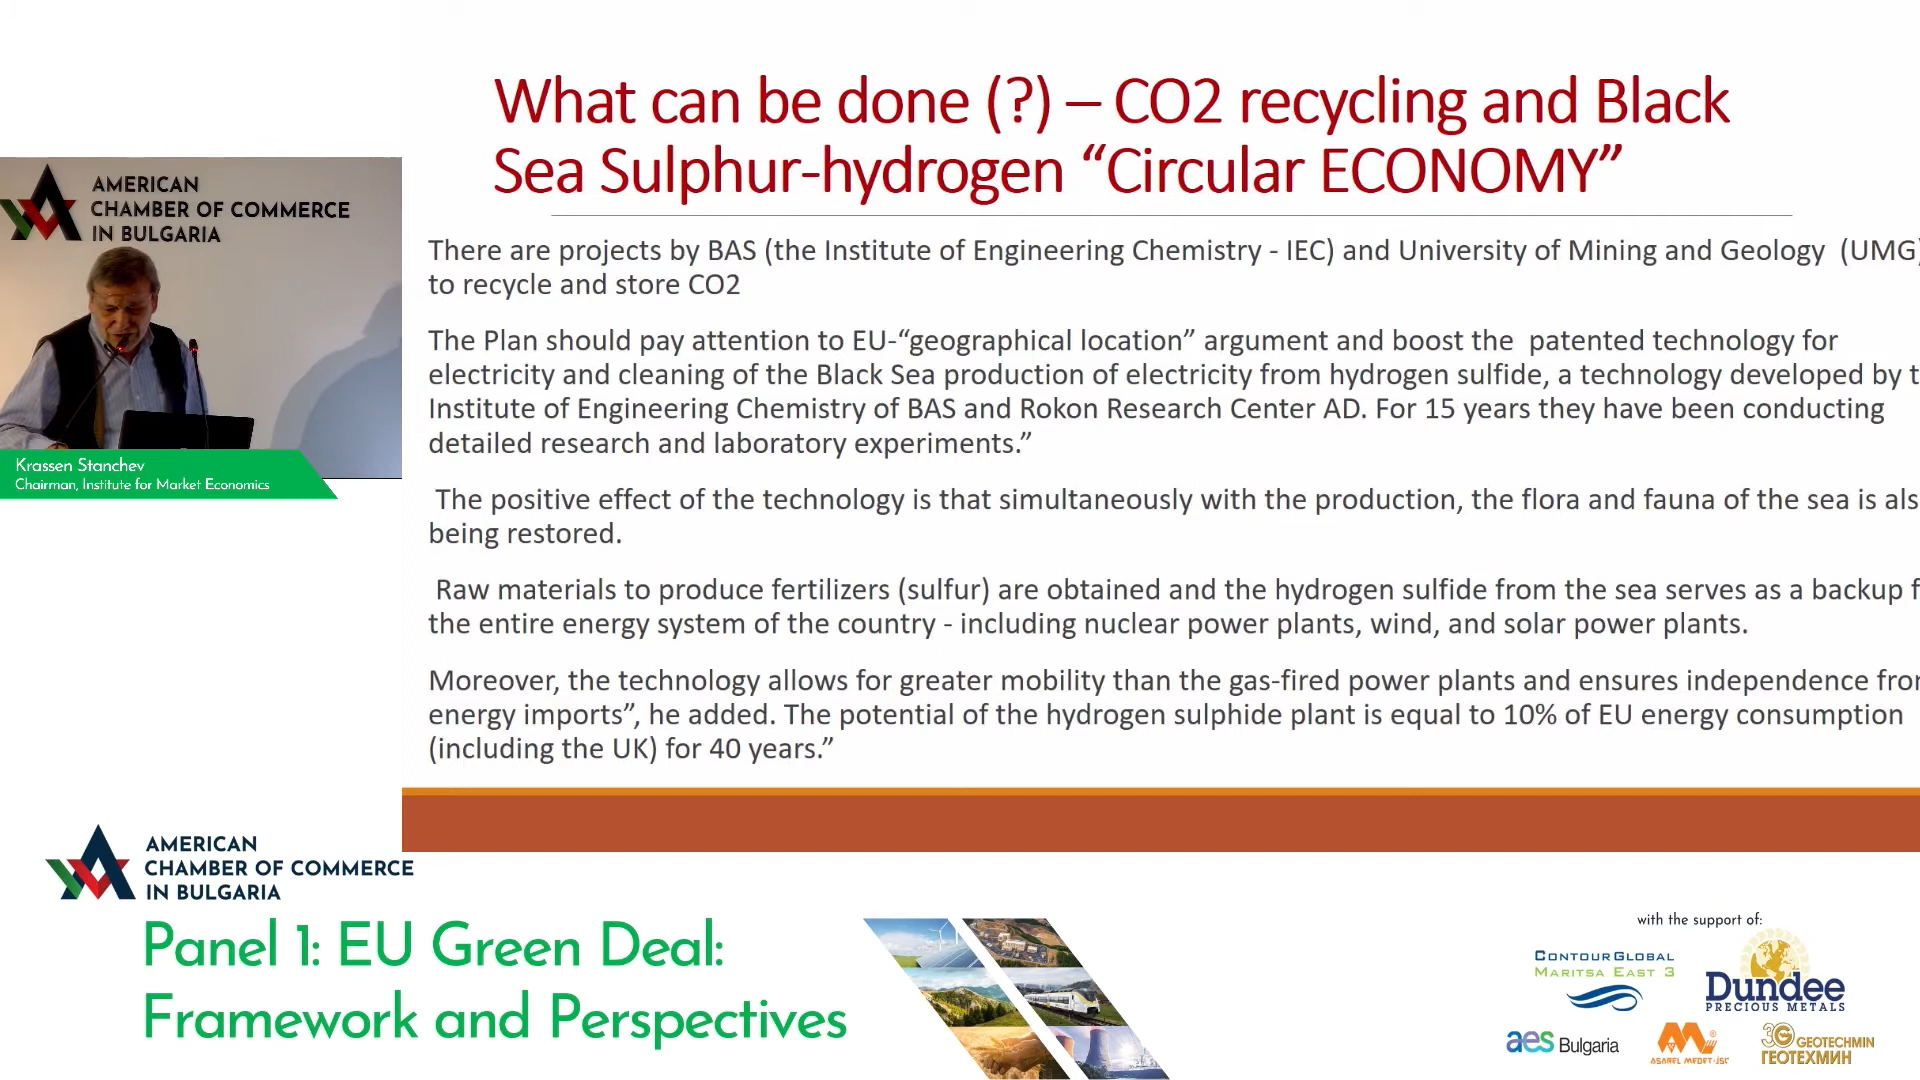 What can be done (?) – CO2 recycling and Black
Sea Sulphur-hydrogen “Circular ECONOMY”
There are projects by BAS (the Institute of Engineering Chemistry - IEC) and University of Mining and Geology (UMG)
to recycle and store CO2
The Plan should pay attention to EU-“geographical location” argument and boost the patented technology for
electricity and cleaning of the Black Sea production of electricity from hydrogen sulfide, a technology developed by t
Institute of Engineering Chemistry of BAS and Rokon Research Center AD. For 15 years they have been conducting
detailed research and laboratory experiments.”
The positive effect of the technology is that simultaneously with the production, the flora and fauna of the sea is als
being restored.
Raw materials to produce fertilizers (sulfur) are obtained and the hydrogen sulfide from the sea serves as a backup f
the entire energy system of the country - including nuclear power plants, wind, and solar power plants.
Moreover, the technology allows for greater mobility than the gas-fired power plants and ensures independence fro
energy imports”, he added. The potential of the hydrogen sulphide plant is equal to 10% of EU energy consumption
(including the UK) for 40 years.”
AMERICAN
CHAMBER OF COMMERCE
IN BULGARIA
Krassen Stanchev
Chairman, Institute for Market Economics
AMERICAN
CHAMBER OF COMMERCE
IN BULGARIA
Panel 1: EU Green Deal:
Framework and Perspectives
with the support of:
CONTOURGLOBAL
MARITSA EAST 3
Dundee
PRECIOUS METALS
aes Bulgaria
ASAREL MEDET-JSC
3G GEOTECHMIN
ГЕОТЕХМИН